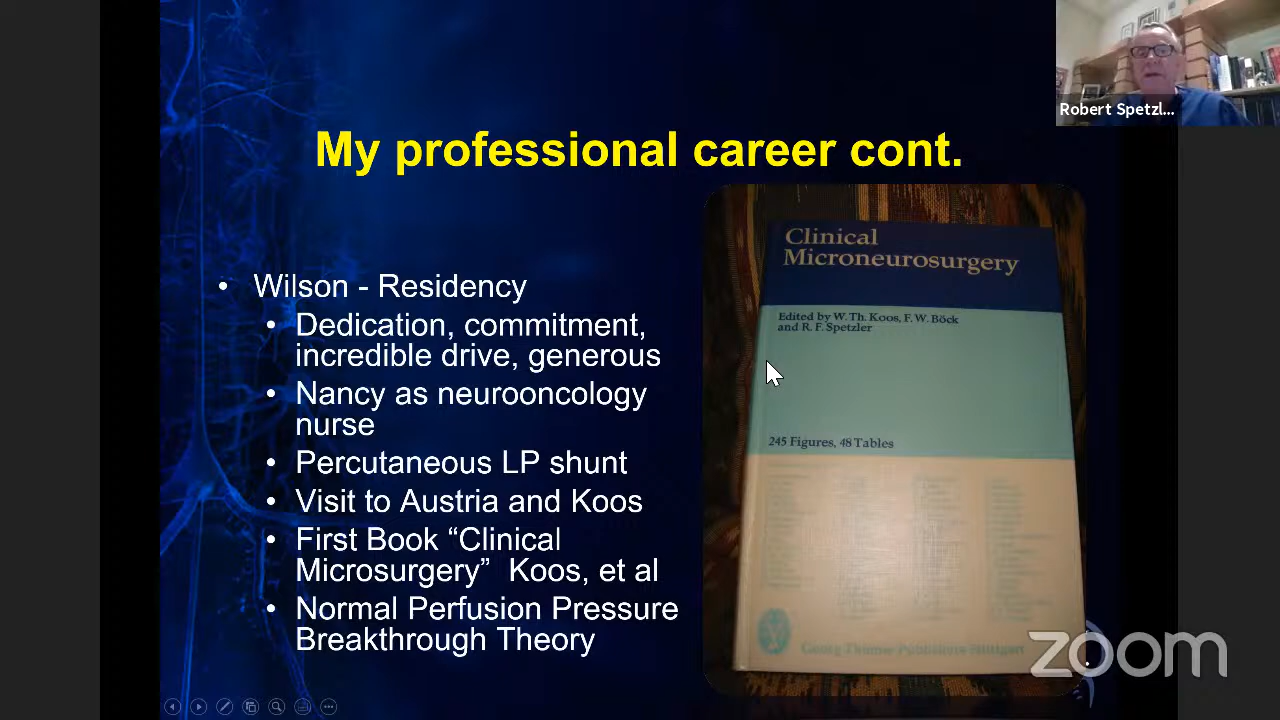 Robert Spetzl...
My professional career cont.
• Wilson - Residency
• Dedication, commitment,
incredible drive, generous
• Nancy as neurooncology
nurse
• Percutaneous LP shunt
• Visit to Austria and Koos
• First Book “Clinical
Microsurgery” Koos, et al
• Normal Perfusion Pressure
Breakthrough Theory
Clinical
Microneurosurgery
Edited by W. Th. Koos, F. W. Böck
and R. F. Spetzler
245 Figures, 48 Tables
Georg Thieme Publishers Stuttgart
zoom